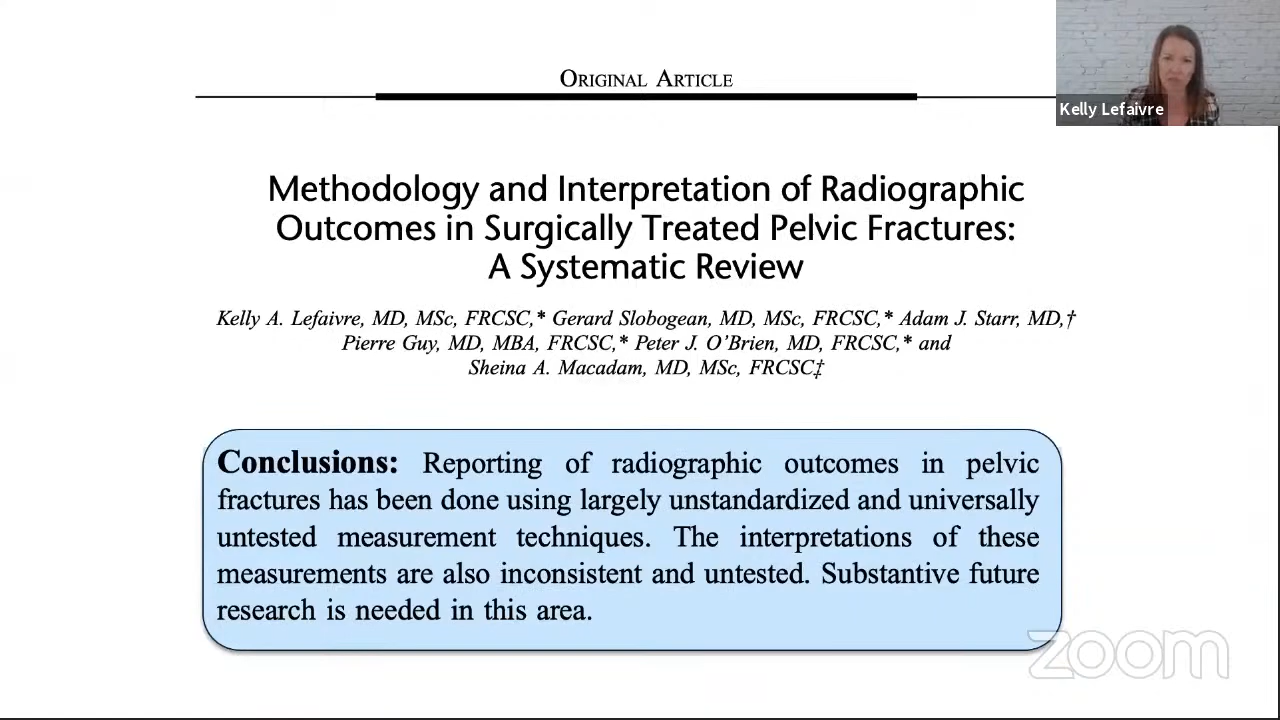 ORIGINAL ARTICLE
Kelly Lefaivre
Methodology and Interpretation of Radiographic
Outcomes in Surgically Treated Pelvic Fractures:
A Systematic Review
Kelly A. Lefaivre, MD, MSc, FRCSC,* Gerard Slobogean, MD, MSc, FRCSC,* Adam J. Starr, MD,†
Pierre Guy, MD, MBA, FRCSC,* Peter J. O’Brien, MD, FRCSC,* and
Sheina A. Macadam, MD, MSc, FRCSC‡
Conclusions: Reporting of radiographic outcomes in pelvic
fractures has been done using largely unstandardized and universally
untested measurement techniques. The interpretations of these
measurements are also inconsistent and untested. Substantive future
research is needed in this area.
zoom